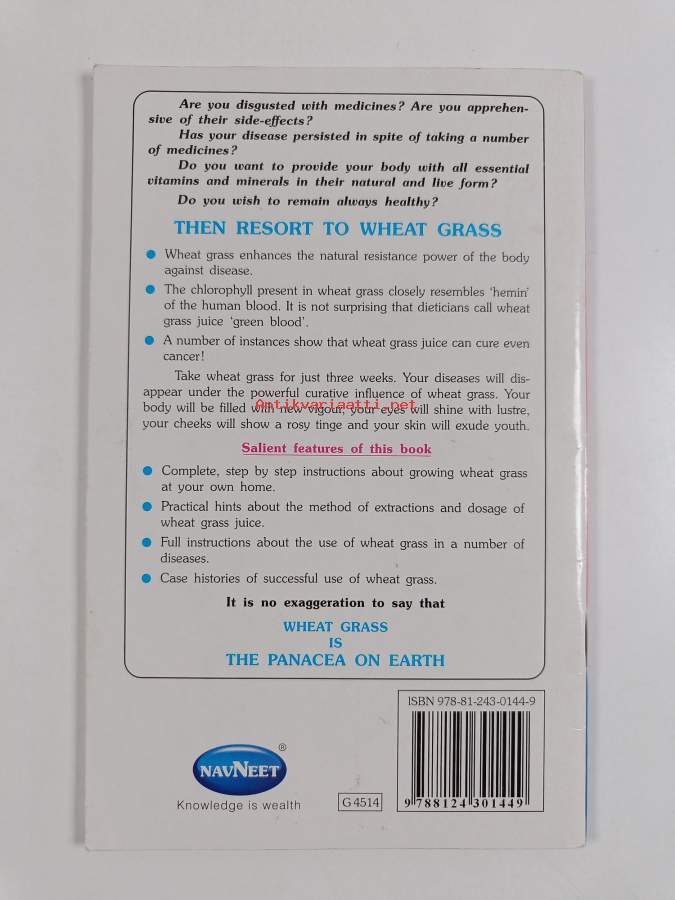 Are you disgusted with medicines? Are you apprehen-
sive of their side-effects?
Has your disease persisted in spite of taking a number
of medicines?
Do you want to provide your body with all essential
vitamins and minerals in their natural and live form?
Do you wish to remain always healthy?
THEN RESORT TO WHEAT GRASS
● Wheat grass enhances the natural resistance power of the body
against disease.
● The chlorophyll present in wheat grass closely resembles 'hemin'
of the human blood. It is not surprising that dieticians call wheat
grass juice 'green blood'.
● A number of instances show that wheat grass juice can cure even
cancer!
Take wheat grass for just three weeks. Your diseases will dis-
appear under the powerful curative influence of wheat grass. Your
Antikvariaatti.net
body will be filled with new vigour, your eyes will shine with lustre,
your cheeks will show a rosy tinge and your skin will exude youth.
Salient features of this book
● Complete, step by step instructions about growing wheat grass
at your own home.
● Practical hints about the method of extractions and dosage of
wheat grass juice.
● Full instructions about the use of wheat grass in a number of
diseases.
● Case histories of successful use of wheat grass.
It is no exaggeration to say that
WHEAT GRASS
IS
THE PANACEA ON EARTH
ISBN 978-81-243-0144-9
NAVNEET ®
Knowledge is wealth
G 4514
9 788124 301449